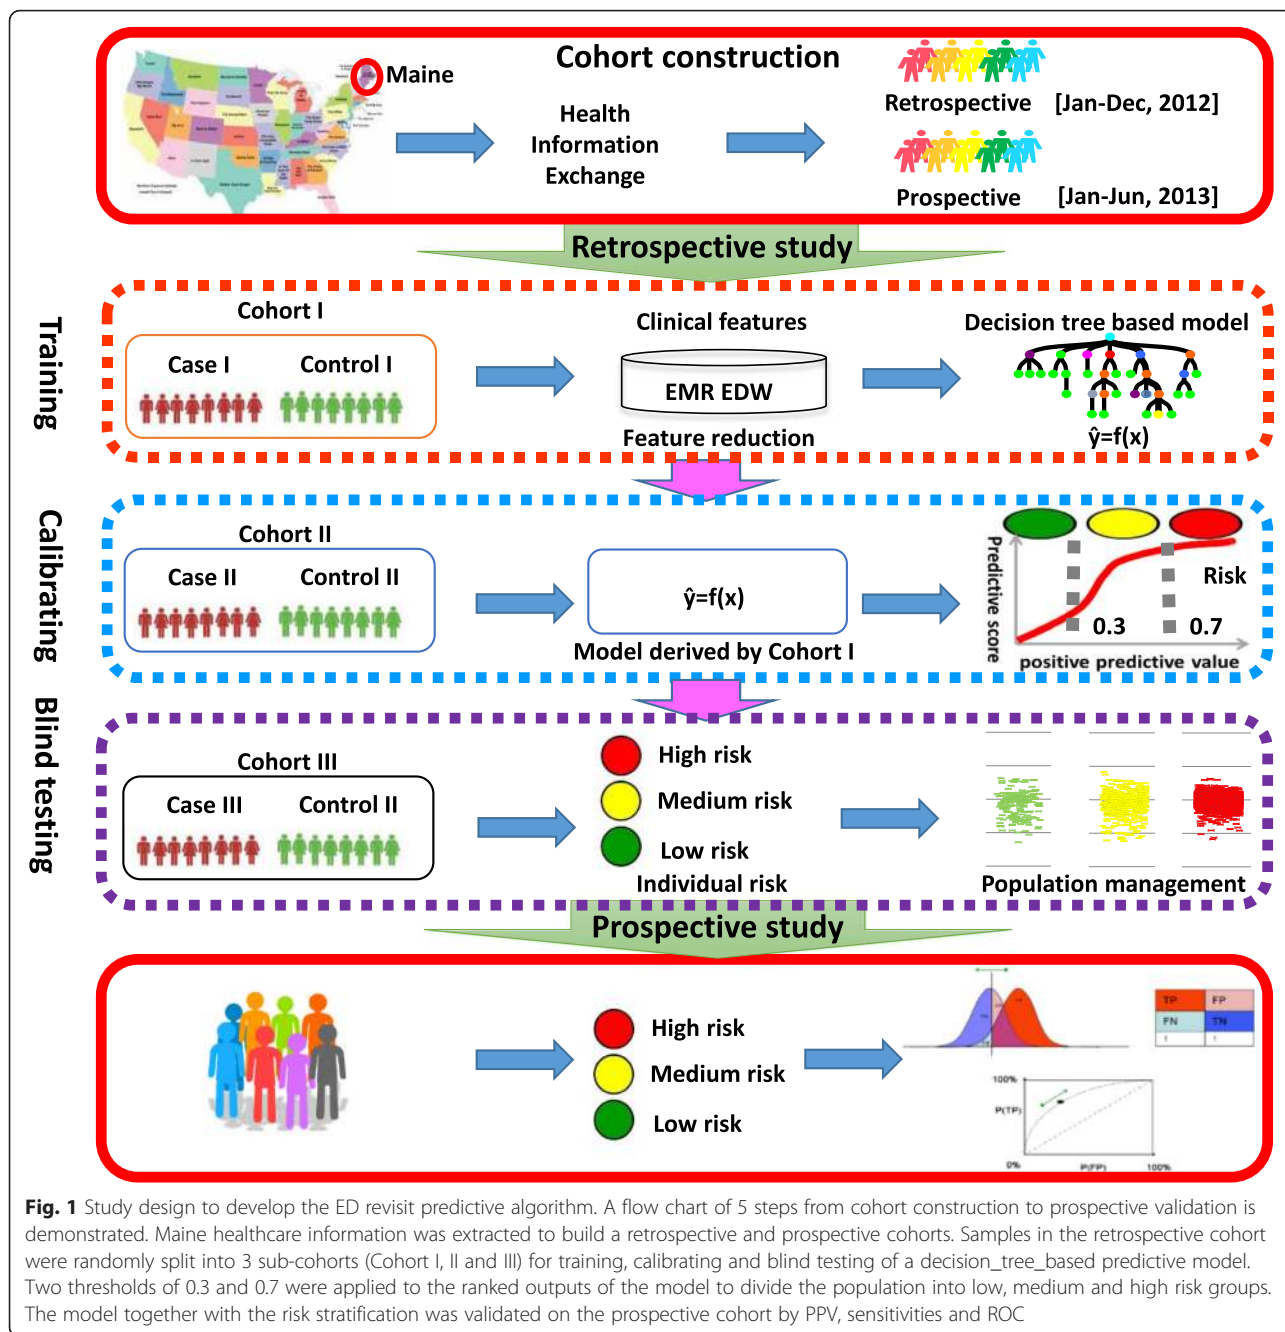 Cohort construction
Maine
Health
Information
Exchange
Retrospective [Jan-Dec, 2012]
Prospective [Jan-Jun, 2013]
Retrospective study
Training
Cohort I
Case I Control I
Clinical features
EMR EDW
Feature reduction
Decision tree based model
ŷ=f(x)
Calibrating
Cohort II
Case II Control II
ŷ=f(x)
Model derived by Cohort I
Predictive score
Risk
0.3 0.7
positive predictive value
Blind testing
Cohort III
Case III Control II
High risk
Medium risk
Low risk
Individual risk
Population management
Prospective study
High risk
Medium risk
Low risk
TP FP
FN TN
1 1
100%
P(TP)
0% P(FP) 100%
Fig. 1 Study design to develop the ED revisit predictive algorithm. A flow chart of 5 steps from cohort construction to prospective validation is
demonstrated. Maine healthcare information was extracted to build a retrospective and prospective cohorts. Samples in the retrospective cohort
were randomly split into 3 sub-cohorts (Cohort I, II and III) for training, calibrating and blind testing of a decision_tree_based predictive model.
Two thresholds of 0.3 and 0.7 were applied to the ranked outputs of the model to divide the population into low, medium and high risk groups.
The model together with the risk stratification was validated on the prospective cohort by PPV, sensitivities and ROC